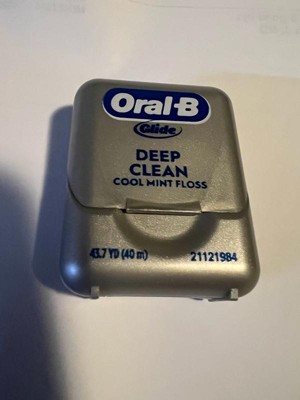 Oral-B
Glide
DEEP
CLEAN
COOL MINT FLOSS
43.7 YD (40 m) 21121984